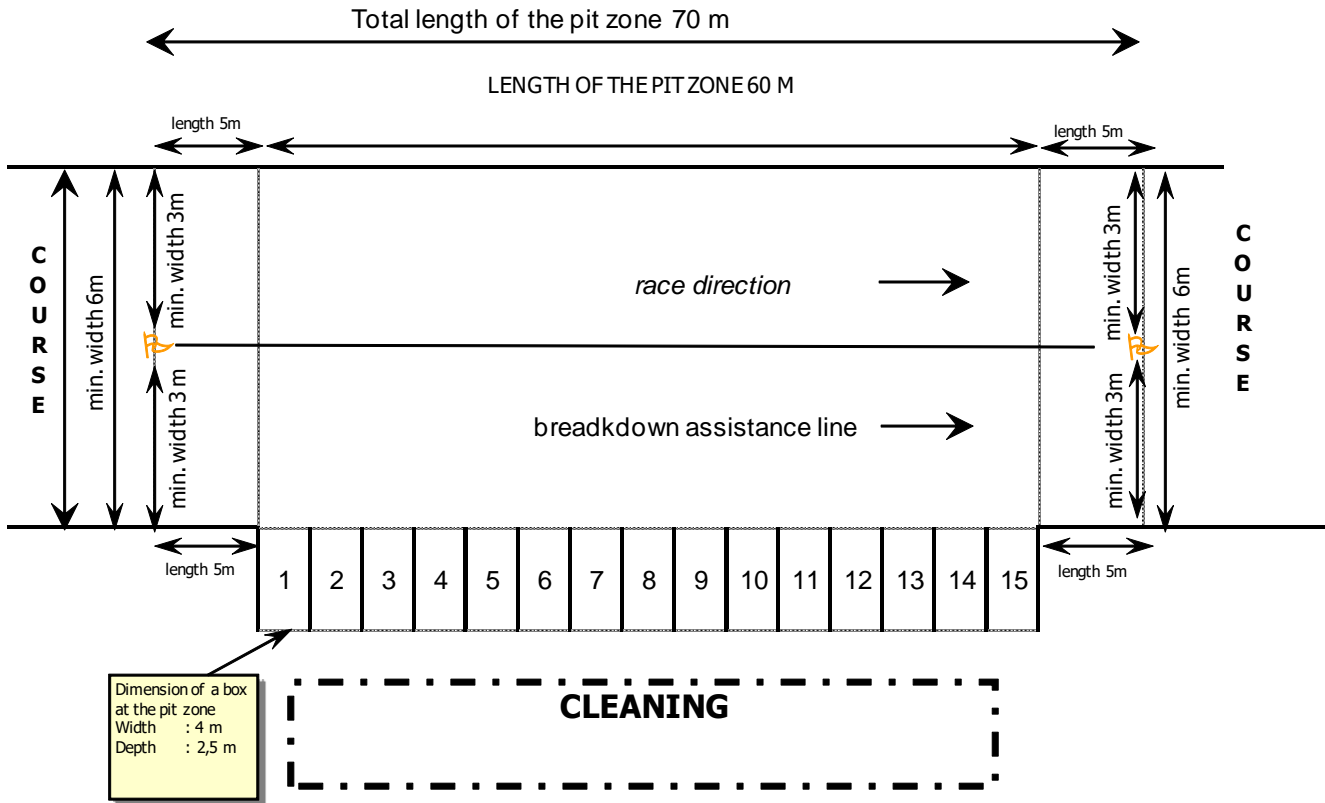 Total length of the pit zone 70 m
LENGTH OF THE PIT ZONE 60 M
length 5m
length 5m
COURSE
min. width 6m
min. width 3m
min. width 3 m
race direction
breadkdown assistance line
min. width 3m
min. width 3m
min. width 6m
COURSE
length 5m
1 2 3 4 5 6 7 8 9 10 11 12 13 14 15
length 5m
Dimension of a box
at the pit zone
Width : 4 m
Depth : 2,5 m
CLEANING